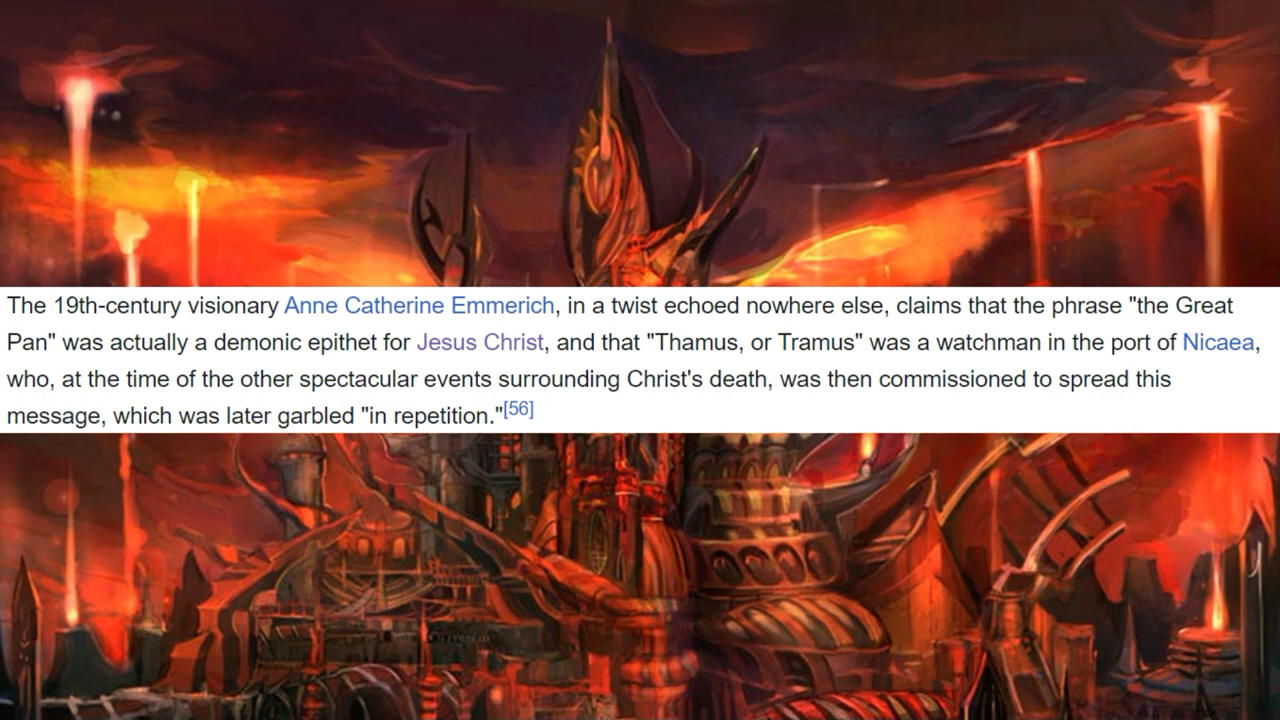 The 19th-century visionary Anne Catherine Emmerich, in a twist echoed nowhere else, claims that the phrase "the Great
Pan" was actually a demonic epithet for Jesus Christ, and that "Thamus, or Tramus" was a watchman in the port of Nicaea,
who, at the time of the other spectacular events surrounding Christ's death, was then commissioned to spread this
message, which was later garbled "in repetition."[56]